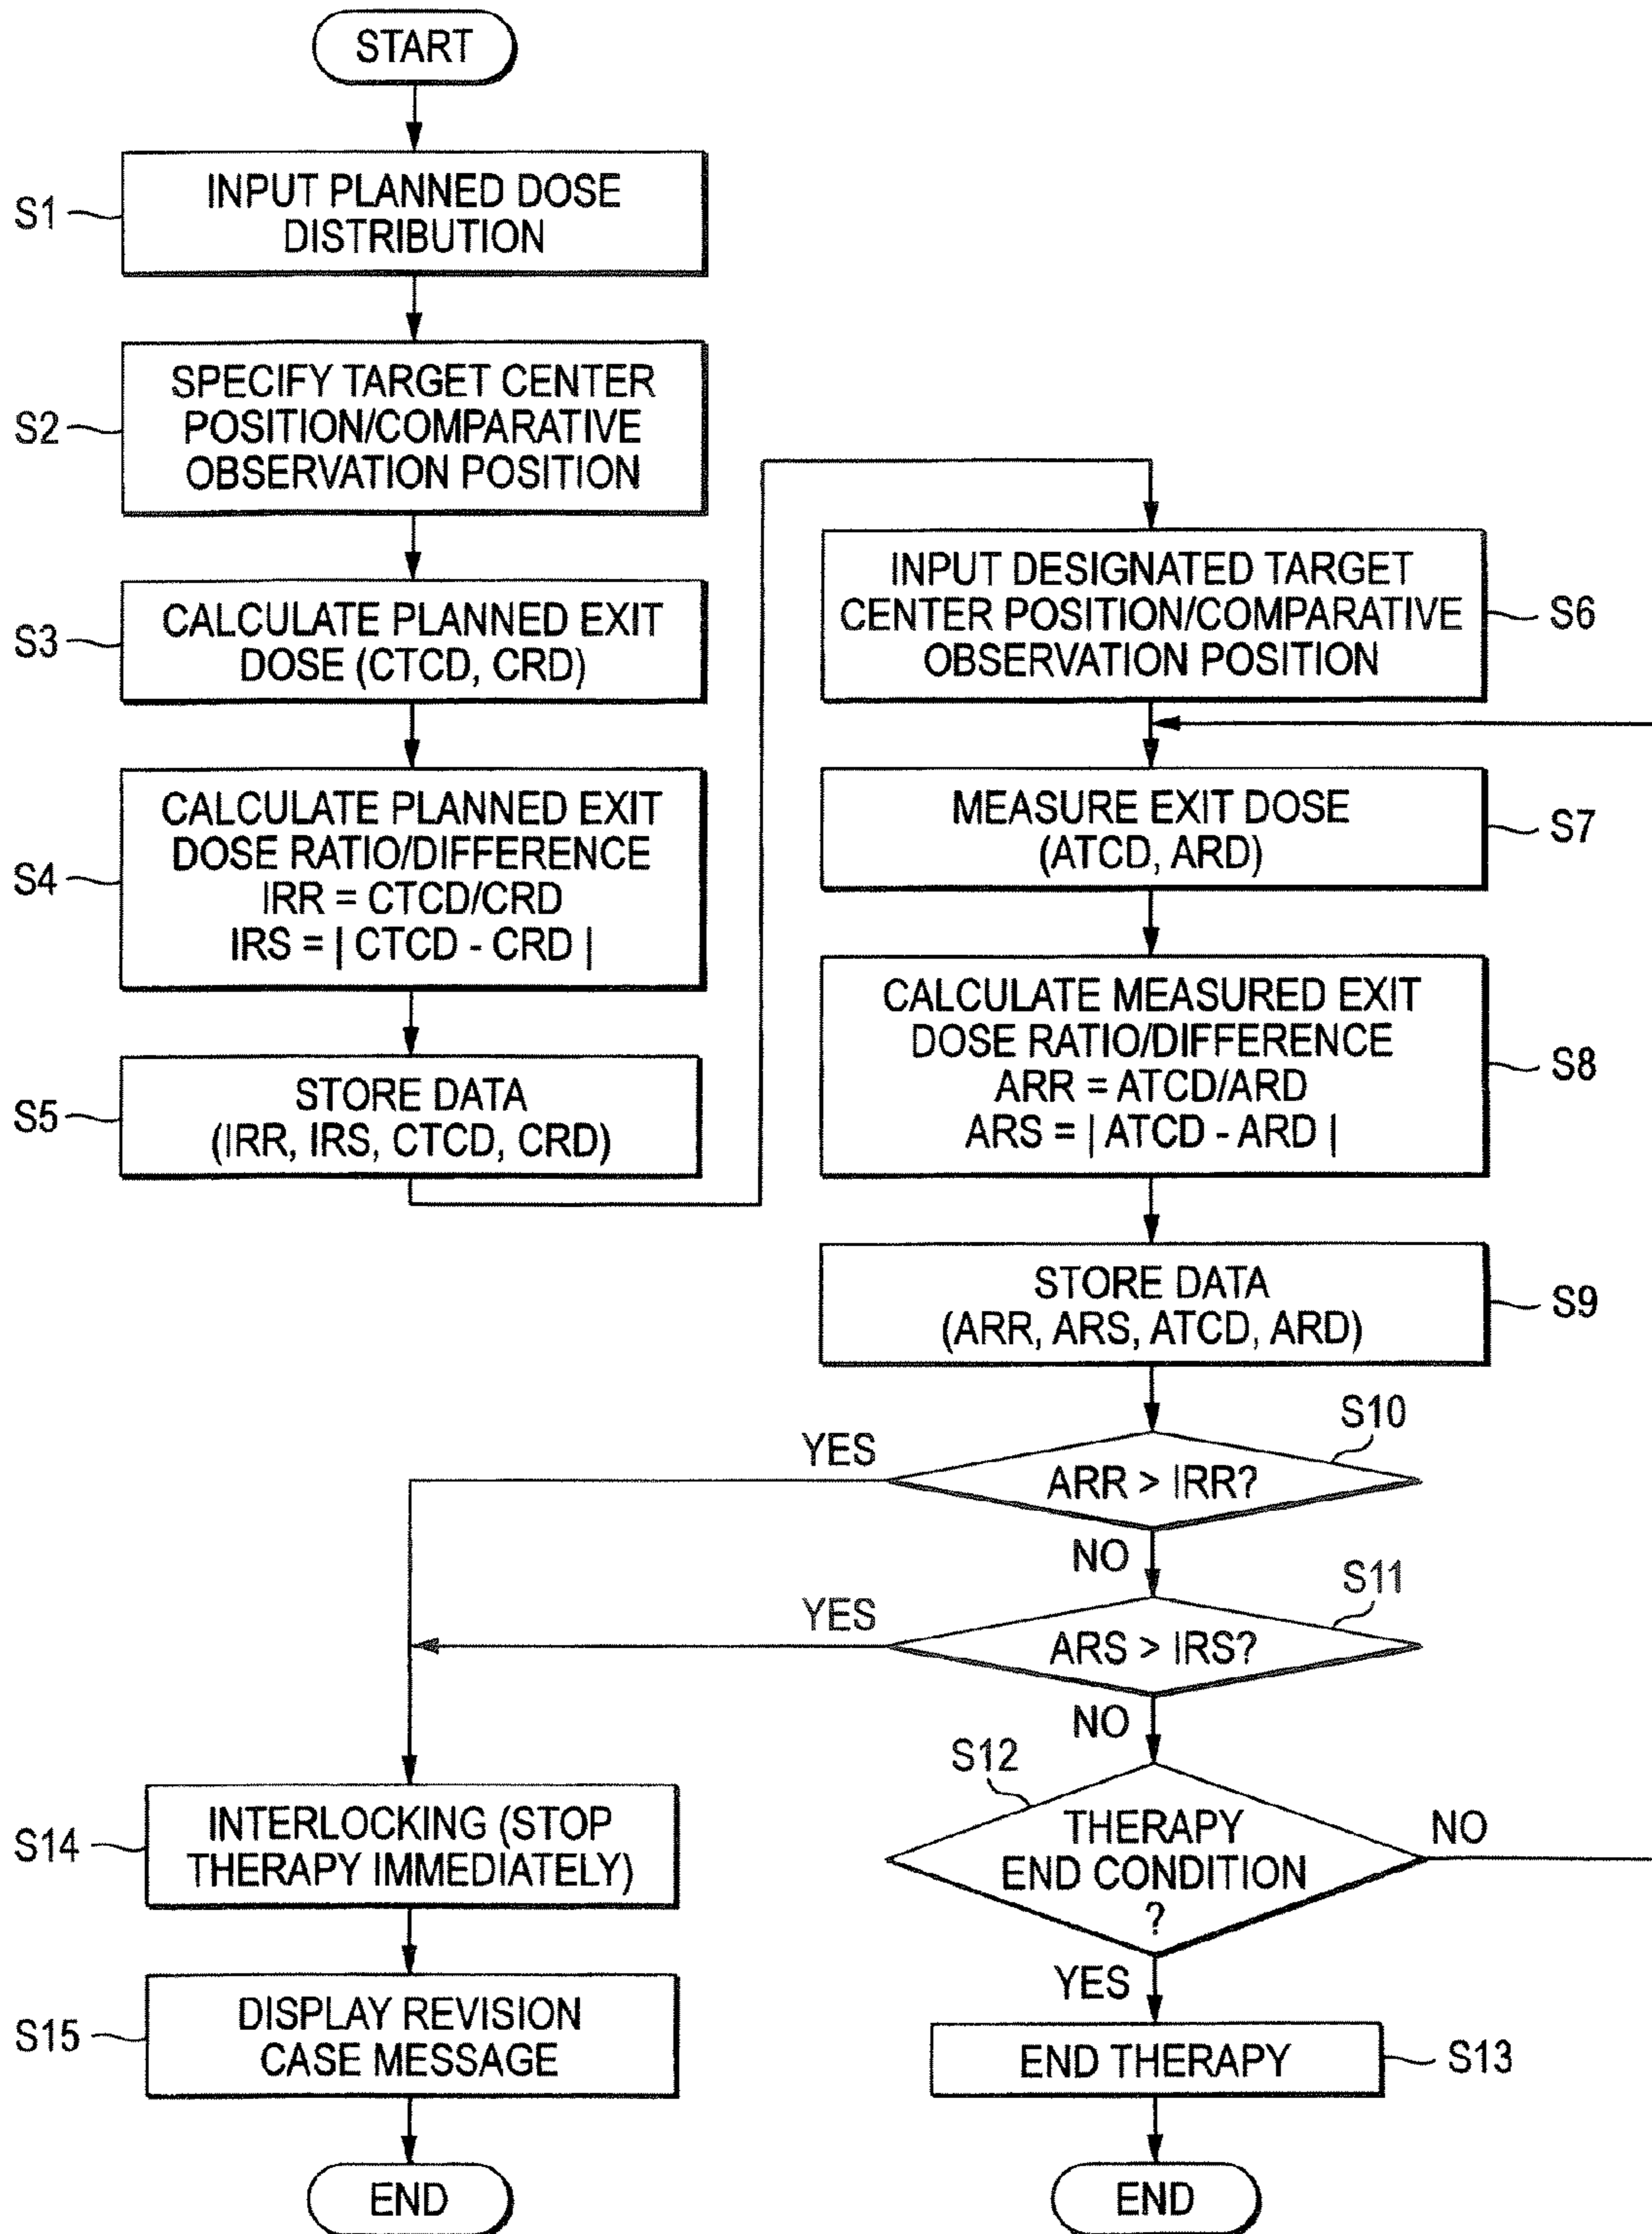 START
S1
INPUT PLANNED DOSE
DISTRIBUTION
S2
SPECIFY TARGET CENTER
POSITION/COMPARATIVE
OBSERVATION POSITION
S3
CALCULATE PLANNED EXIT
DOSE (CTCD, CRD)
S4
CALCULATE PLANNED EXIT
DOSE RATIO/DIFFERENCE
IRR = CTCD/CRD
IRS = | CTCD - CRD |
S5
STORE DATA
(IRR, IRS, CTCD, CRD)
INPUT DESIGNATED TARGET
CENTER POSITION/COMPARATIVE
OBSERVATION POSITION
S6
MEASURE EXIT DOSE
(ATCD, ARD)
S7
CALCULATE MEASURED EXIT
DOSE RATIO/DIFFERENCE
ARR = ATCD/ARD
ARS = | ATCD - ARD |
S8
STORE DATA
(ARR, ARS, ATCD, ARD)
S9
S10
YES
ARR > IRR?
NO
S11
YES
ARS > IRS?
NO
S12
THERAPY
END CONDITION
?
NO
YES
END THERAPY
S13
END
S14
INTERLOCKING (STOP
THERAPY IMMEDIATELY)
S15
DISPLAY REVISION
CASE MESSAGE
END